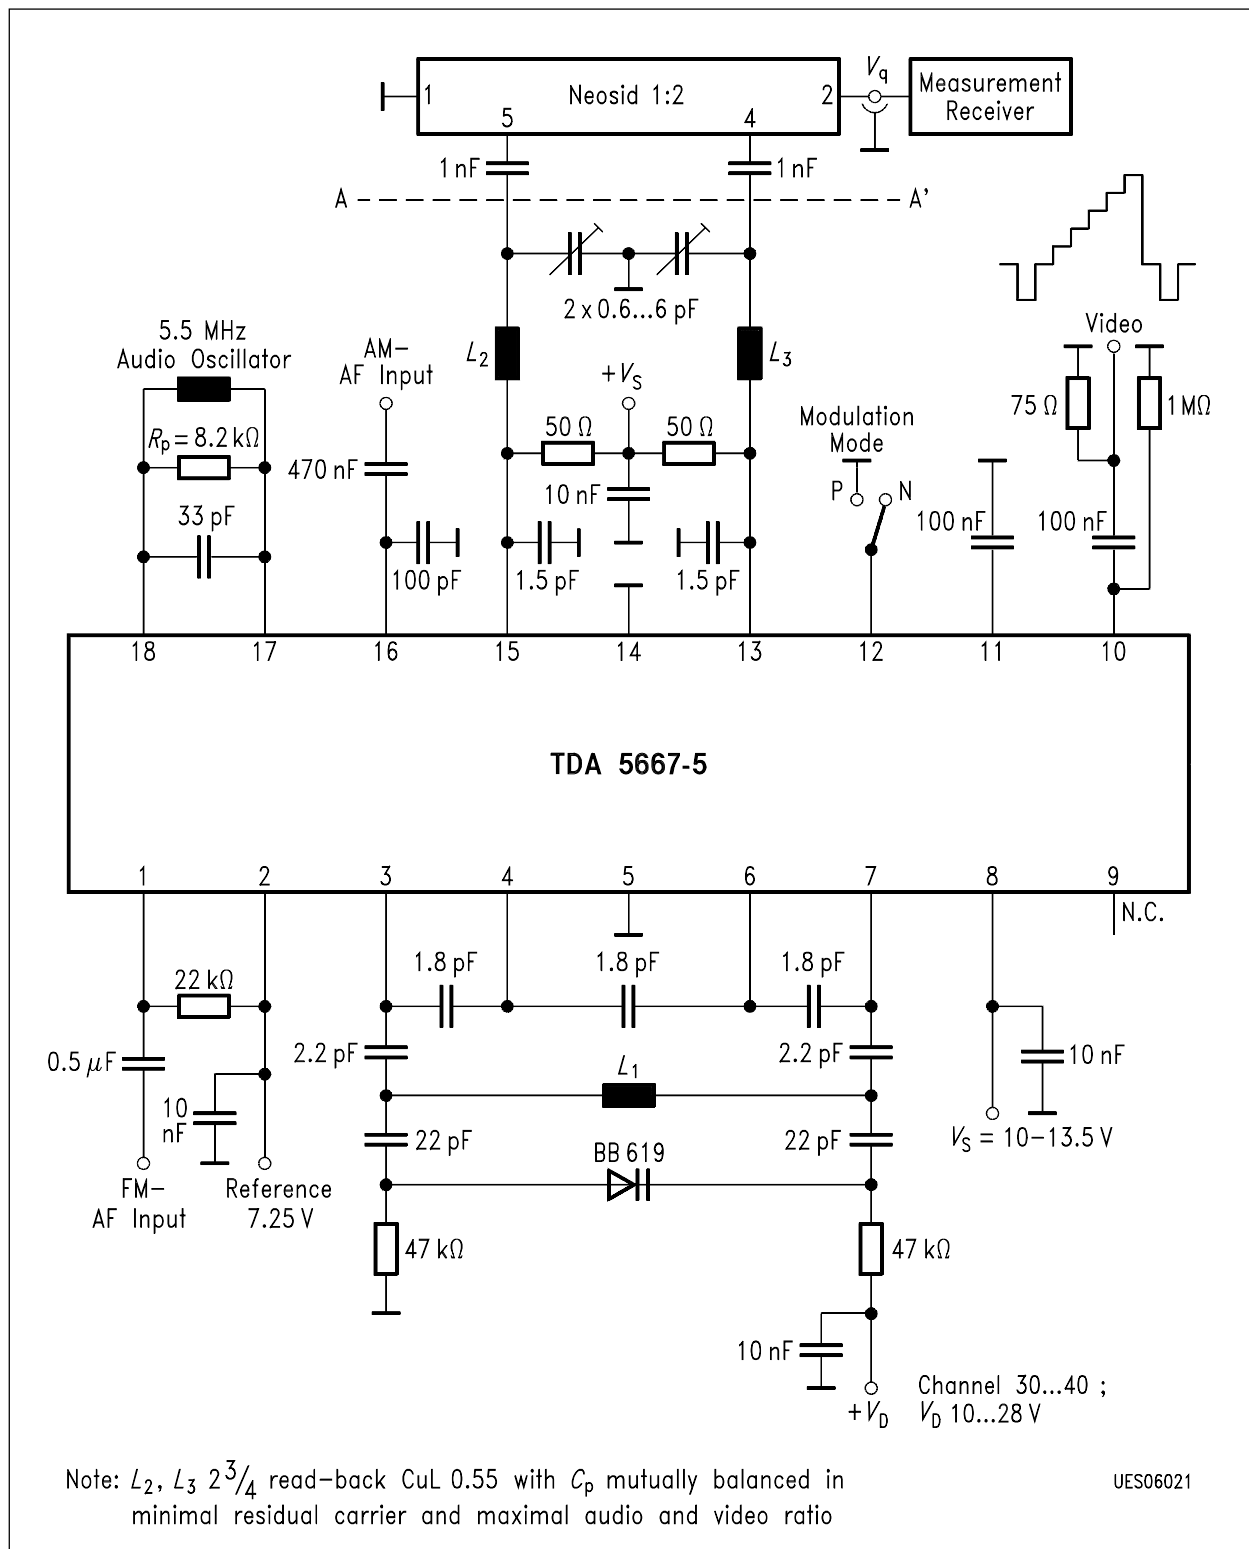 1
Neosid 1:2
2
V_q
Measurement
Receiver
5
4
1 nF
1 nF
A
A'
2 x 0.6...6 pF
5.5 MHz
Audio Oscillator
R_p = 8.2 kΩ
33 pF
AM-
AF Input
470 nF
100 pF
L_2
L_3
+V_S
50 Ω
50 Ω
10 nF
1.5 pF
1.5 pF
Modulation
Mode
P
N
100 nF
Video
75 Ω
1 MΩ
100 nF
18
17
16
15
14
13
12
11
10
TDA 5667-5
1
2
3
4
5
6
7
8
9
N.C.
22 kΩ
0.5 μF
10
nF
FM-
AF Input
Reference
7.25 V
1.8 pF
1.8 pF
1.8 pF
2.2 pF
2.2 pF
L_1
22 pF
22 pF
BB 619
47 kΩ
47 kΩ
10 nF
V_S = 10-13.5 V
10 nF
+V_D
Channel 30...40 ;
V_D 10...28 V
Note: L_2, L_3 2 3/4 read-back CuL 0.55 with C_p mutually balanced in
minimal residual carrier and maximal audio and video ratio
UES06021